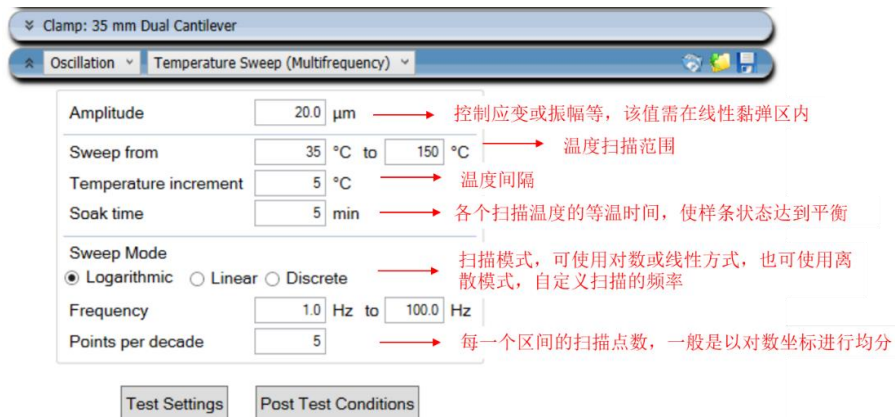 Clamp: 35 mm Dual Cantilever
Oscillation Temperature Sweep (Multifrequency)
Amplitude 20.0 μm 控制应变或振幅等，该值需在线性黏弹区内
Sweep from 35 °C to 150 °C 温度扫描范围
Temperature increment 5 °C 温度间隔
Soak time 5 min 各个扫描温度的等温时间，使样条状态达到平衡
Sweep Mode
Logarithmic Linear Discrete
扫描模式，可使用对数或线性方式，也可使用离
散模式，自定义扫描的频率
Frequency 1.0 Hz to 100.0 Hz
Points per decade 5 每一个区间的扫描点数，一般是以对数坐标进行均分
Test Settings Post Test Conditions